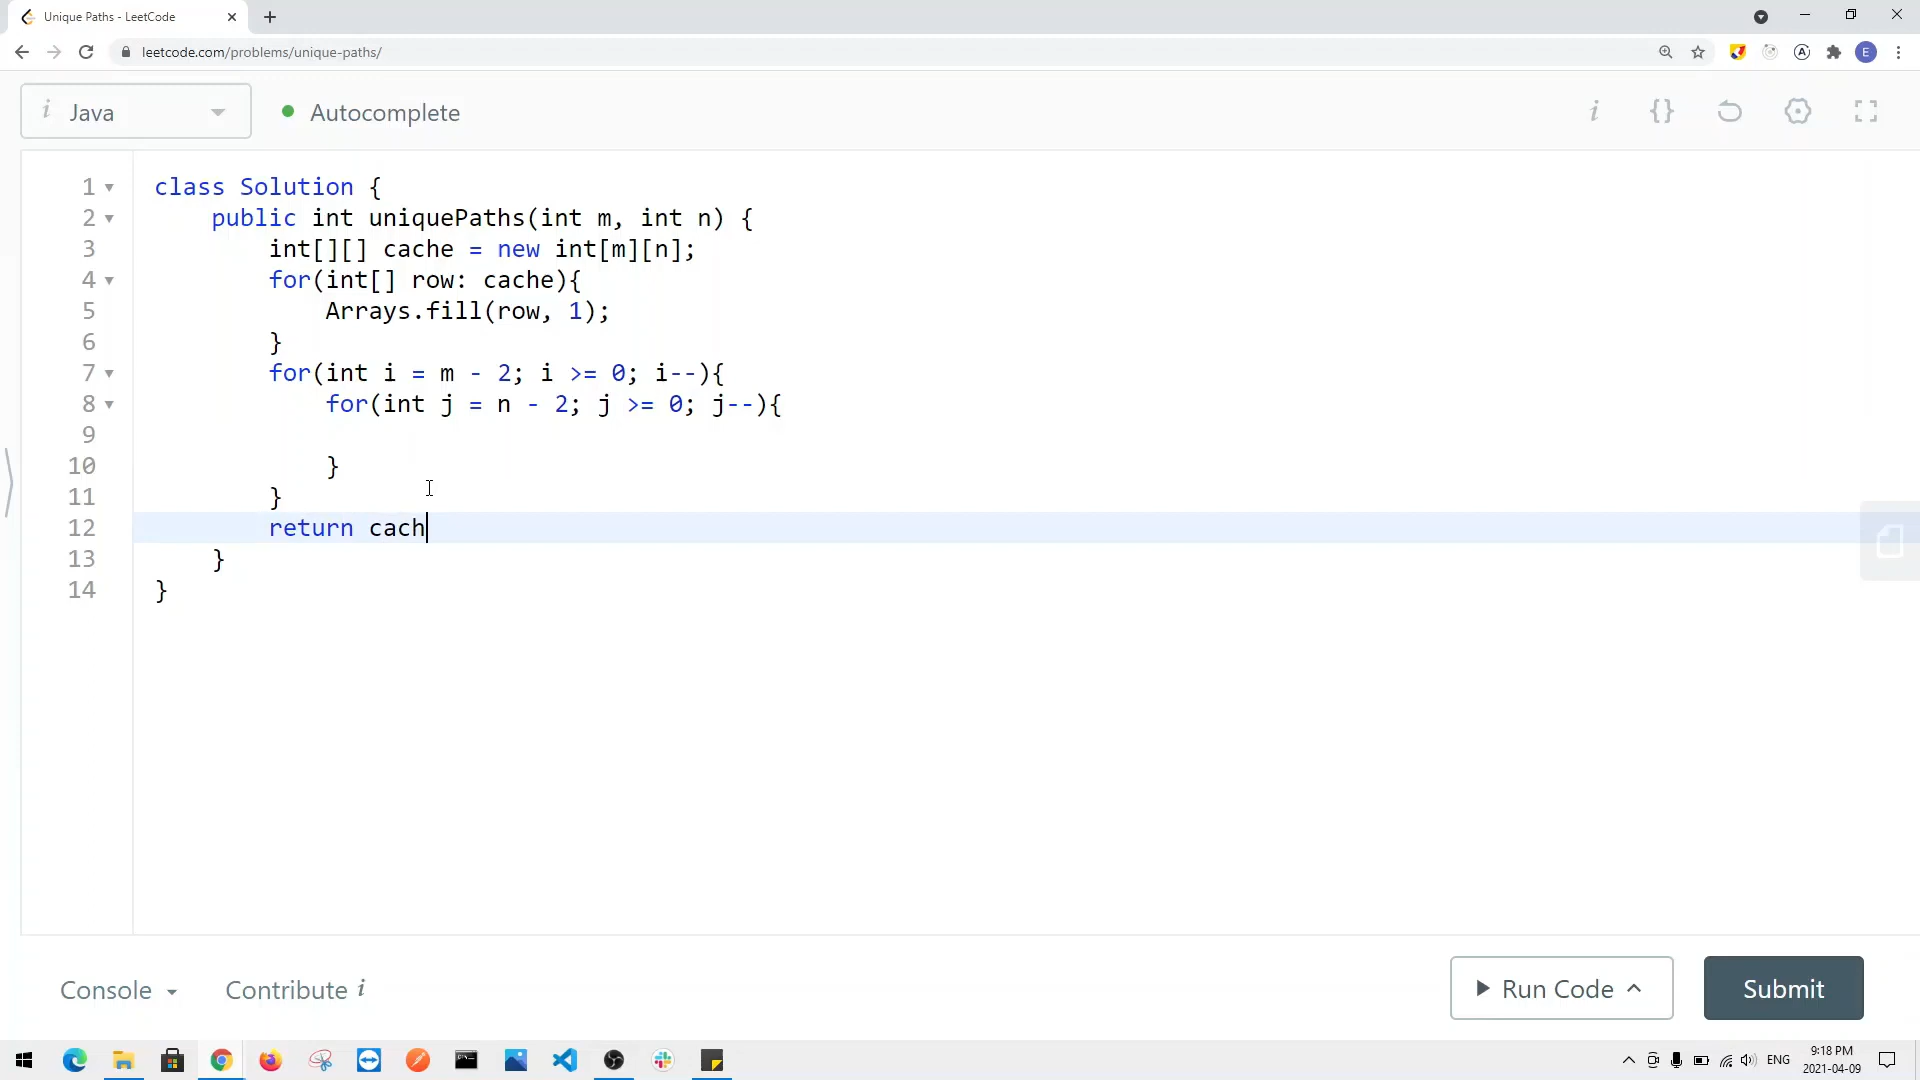 Unique Paths - LeetCode
leetcode.com/problems/unique-paths/
E
i Java
Autocomplete
i {}
1 class Solution {
2 public int uniquePaths(int m, int n) {
3 int[][] cache = new int[m][n];
4 for(int[] row: cache){
5 Arrays.fill(row, 1);
6 }
7 for(int i = m - 2; i >= 0; i--){
8 for(int j = n - 2; j >= 0; j--){
9
10 }
11 }
12 return cach
13 }
14 }
Console
Contribute i
Run Code
Submit
ENG
9:18 PM
2021-04-09